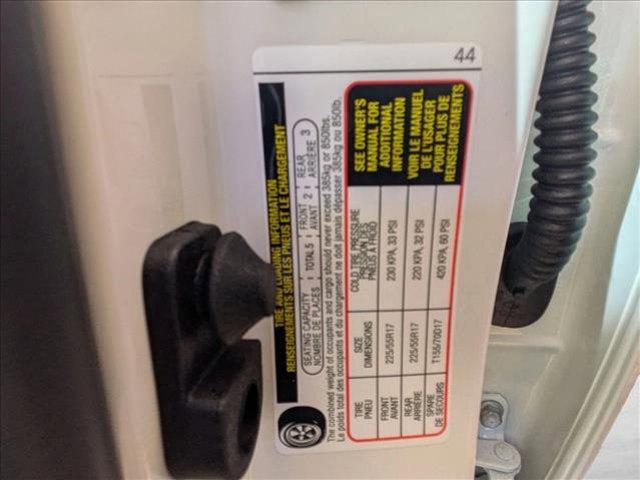 44
TIRE AND LOADING INFORMATION
RENSEIGNEMENTS SUR LES PNEUS ET LE CHARGEMENT
SEATING CAPACITY TOTAL 5 FRONT 2 REAR 3
NOMBRE DE PLACES AVANT ARRIÈRE
The combined weight of occupants and cargo should never exceed 385kg or 850lbs.
Le poids total des occupants et du chargement ne doit jamais dépasser 385kg ou 850lb.
TIRE SIZE COLD TIRE PRESSURE
PNEU DIMENSIONS PRESSION DES
PNEUS À FROID
FRONT 225/55R17 230 KPA, 33 PSI
AVANT
REAR 225/55R17 220 KPA, 32 PSI
ARRIÈRE
SPARE T155/70D17 420 KPA, 60 PSI
DE SECOURS
SEE OWNER'S
MANUAL FOR
ADDITIONAL
INFORMATION
VOIR LE MANUEL
DE L'USAGER
POUR PLUS DE
RENSEIGNEMENTS